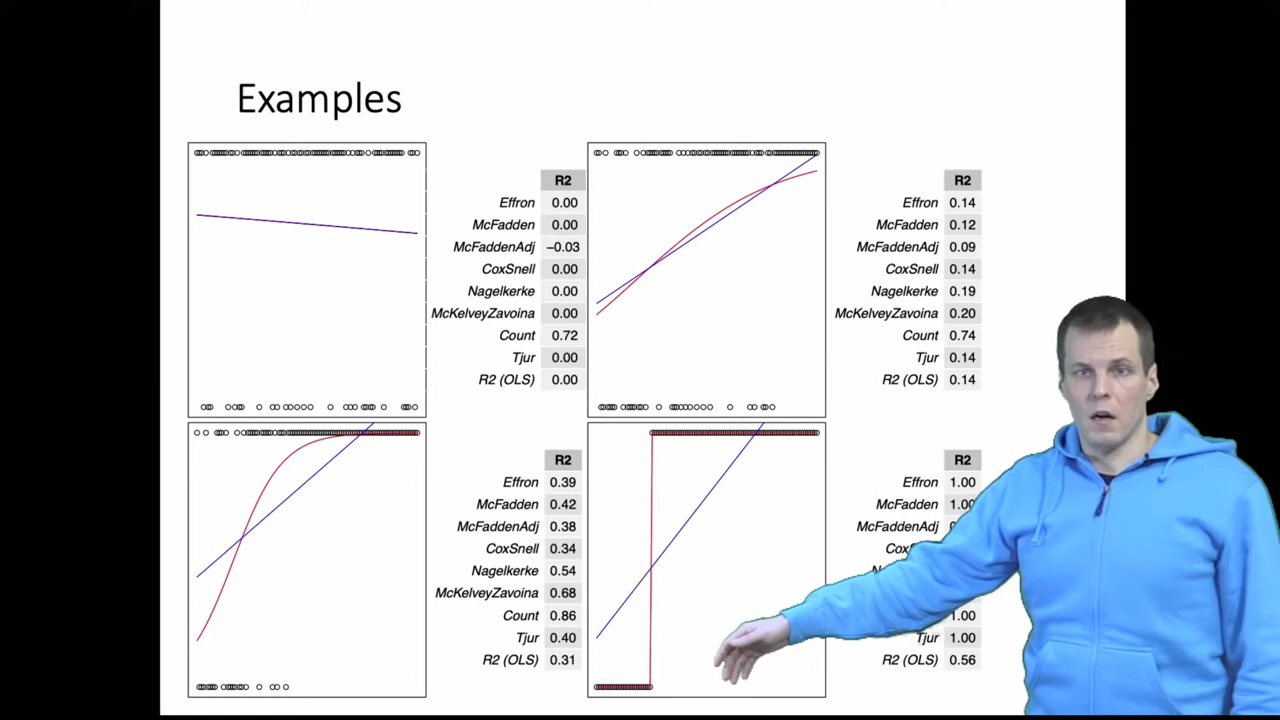 Examples
R2
Effron 0.00
McFadden 0.00
McFaddenAdj −0.03
CoxSnell 0.00
Nagelkerke 0.00
McKelveyZavoina 0.00
Count 0.72
Tjur 0.00
R2 (OLS) 0.00
R2
Effron 0.14
McFadden 0.12
McFaddenAdj 0.09
CoxSnell 0.14
Nagelkerke 0.19
McKelveyZavoina 0.20
Count 0.74
Tjur 0.14
R2 (OLS) 0.14
R2
Effron 0.39
McFadden 0.42
McFaddenAdj 0.38
CoxSnell 0.34
Nagelkerke 0.54
McKelveyZavoina 0.68
Count 0.86
Tjur 0.40
R2 (OLS) 0.31
R2
Effron 1.00
McFadden 1.00
McFaddenAdj
1.00
Tjur 1.00
R2 (OLS) 0.56